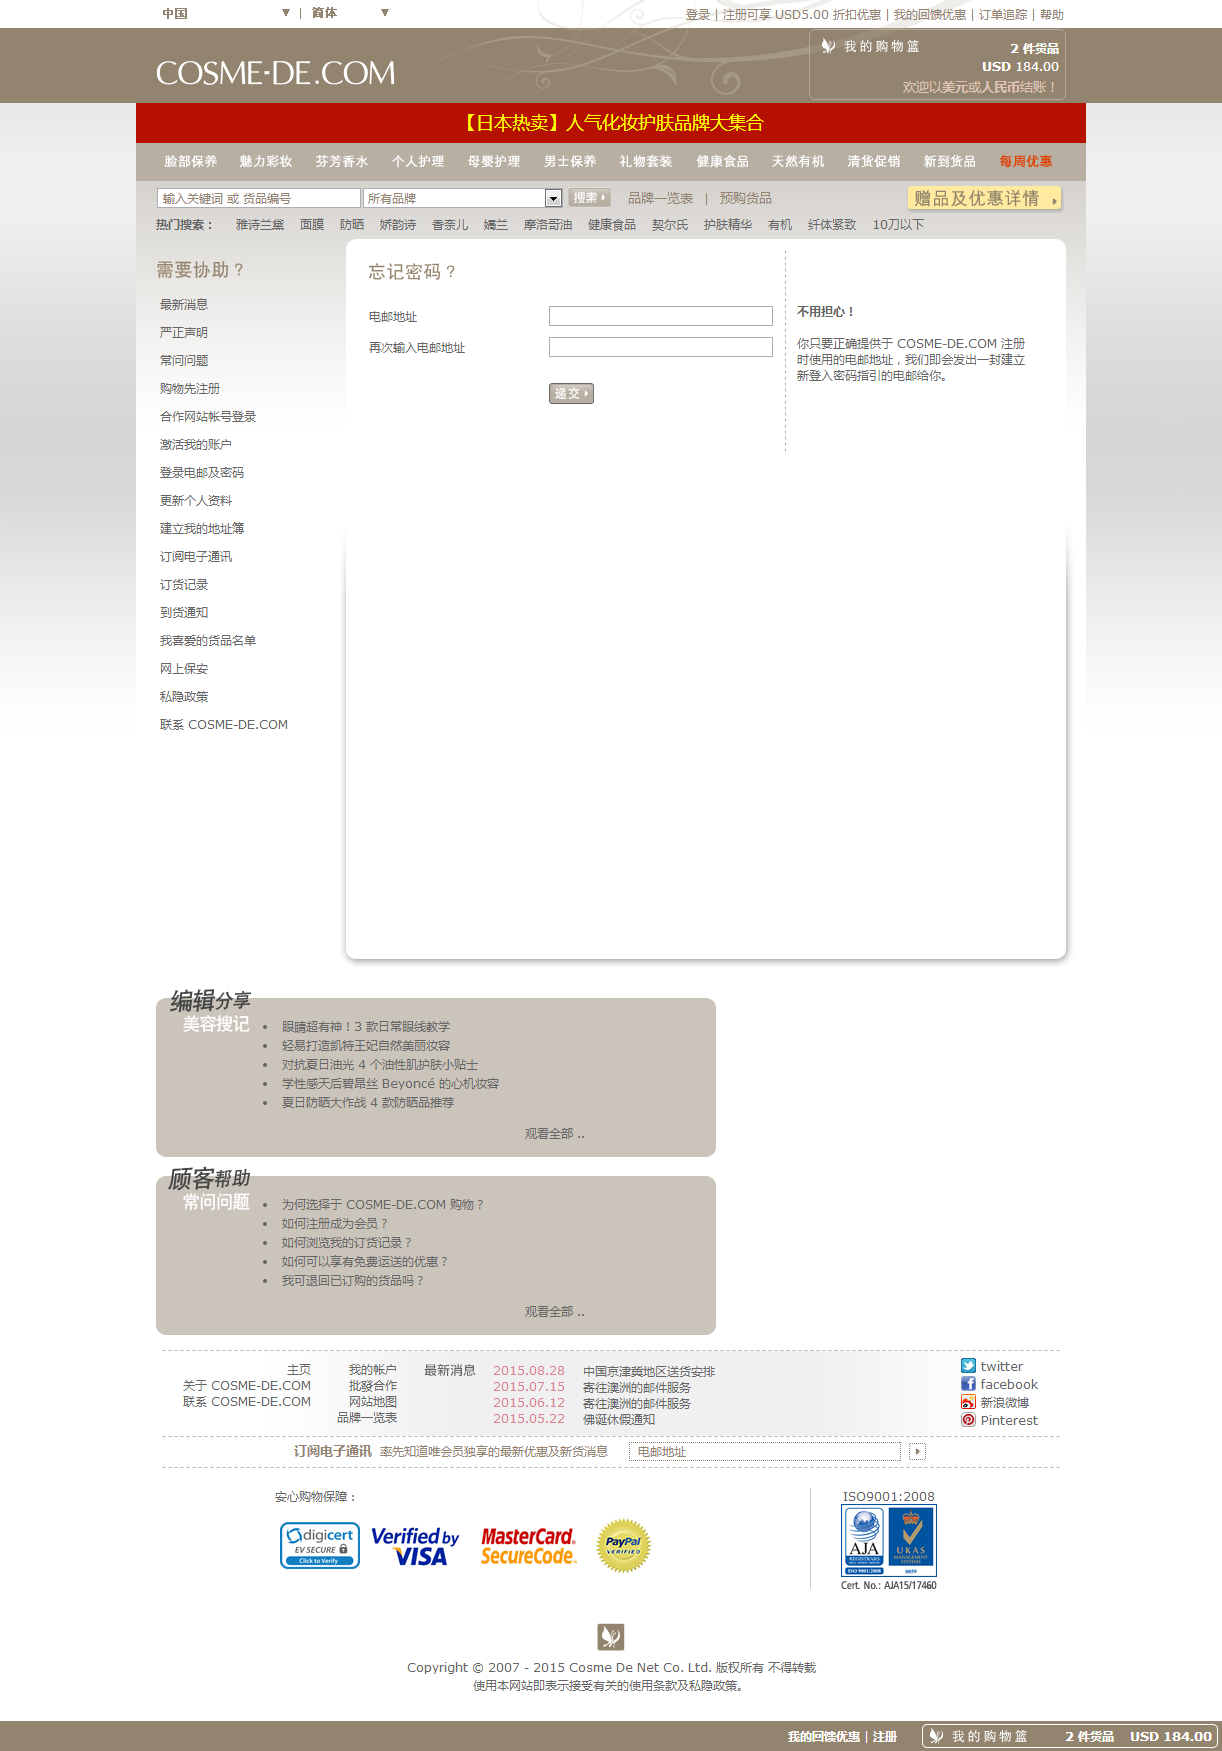 中国 ▼ | 简体 ▼
登录 | 注册可享 USD5.00 折扣优惠 | 我的回馈优惠 | 订单追踪 | 帮助
COSME-DE.COM
我的购物篮
2 件货品
USD 184.00
欢迎以美元或人民币结账！
【日本热卖】人气化妆护肤品牌大集合
脸部保养 魅力彩妆 芬芳香水 个人护理 母婴护理 男士保养 礼物套装 健康食品 天然有机 清货促销 新到货品 每周优惠
输入关键词 或 货品编号 所有品牌 搜索 品牌一览表 | 预购货品 赠品及优惠详情
热门搜索： 雅诗兰黛 面膜 防晒 娇韵诗 香奈儿 嬌兰 摩洛哥油 健康食品 契尔氏 护肤精华 有机 纤体紧致 10刀以下
需要协助？
最新消息
严正声明
常问问题
购物先注册
合作网站帐号登录
激活我的账户
登录电邮及密码
更新个人资料
建立我的地址簿
订阅电子通讯
订货记录
到货通知
我喜爱的货品名单
网上保安
私隐政策
联系 COSME-DE.COM
忘记密码？
电邮地址
再次输入电邮地址
递交
不用担心！
你只要正确提供于 COSME-DE.COM 注册
时使用的电邮地址，我们即会发出一封建立
新登入密码指引的电邮给你。
编辑分享
美容搜记
• 眼睛超有神！3 款日常眼线教学
• 轻易打造凯特王妃自然美丽妆容
• 对抗夏日油光 4 个油性肌护肤小贴士
• 学性感天后碧昂丝 Beyoncé 的心机妆容
• 夏日防晒大作战 4 款防晒品推荐
观看全部 ..
顾客帮助
常问问题
• 为何选择于 COSME-DE.COM 购物？
• 如何注册成为会员？
• 如何浏览我的订货记录？
• 如何可以享有免费运送的优惠？
• 我可退回已订购的货品吗？
观看全部 ..
主页
关于 COSME-DE.COM
联系 COSME-DE.COM
我的帐户
批發合作
网站地图
品牌一览表
最新消息
2015.08.28 中国京津冀地区送货安排
2015.07.15 寄往澳洲的邮件服务
2015.06.12 寄往澳洲的邮件服务
2015.05.22 佛诞休假通知
twitter
facebook
新浪微博
Pinterest
订阅电子通讯 率先知道唯会员独享的最新优惠及新货消息 电邮地址
安心购物保障：
digicert
EV SECURE
Click to Verify
Verified by
VISA
MasterCard.
SecureCode.
PayPal
VERIFIED
ISO9001:2008
AJA
REGISTRARS
ISO 9001:2008
UKAS
MANAGEMENT
SYSTEMS
0059
Cert. No.: AJA15/17460
Copyright © 2007 - 2015 Cosme De Net Co. Ltd. 版权所有 不得转载
使用本网站即表示接受有关的使用条款及私隐政策。
我的回馈优惠 | 注册 我的购物篮 2 件货品 USD 184.00